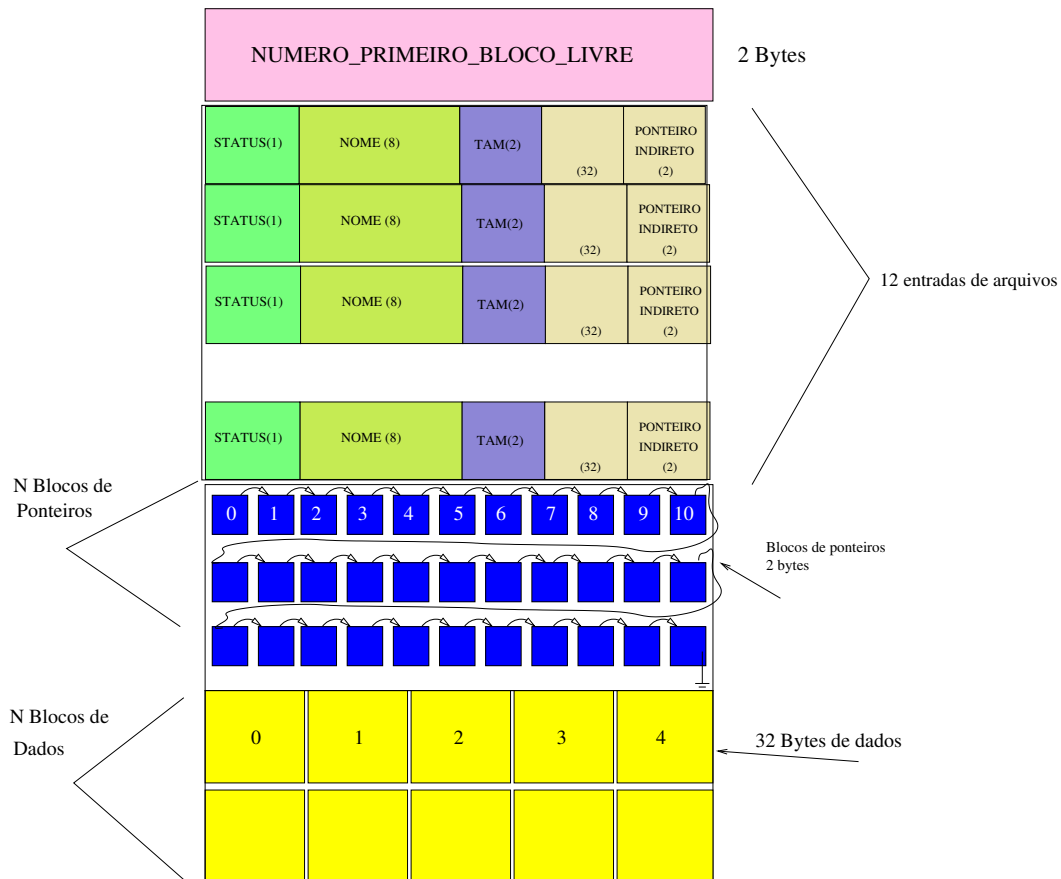 NUMERO_PRIMEIRO_BLOCO_LIVRE
2 Bytes
STATUS(1)
NOME (8)
TAM(2)
(32)
PONTEIRO
INDIRETO
(2)
STATUS(1)
NOME (8)
TAM(2)
(32)
PONTEIRO
INDIRETO
(2)
STATUS(1)
NOME (8)
TAM(2)
(32)
PONTEIRO
INDIRETO
(2)
12 entradas de arquivos
STATUS(1)
NOME (8)
TAM(2)
(32)
PONTEIRO
INDIRETO
(2)
N Blocos de
Ponteiros
0 1 2 3 4 5 6 7 8 9 10
Blocos de ponteiros
2 bytes
N Blocos de
Dados
0 1 2 3 4
32 Bytes de dados